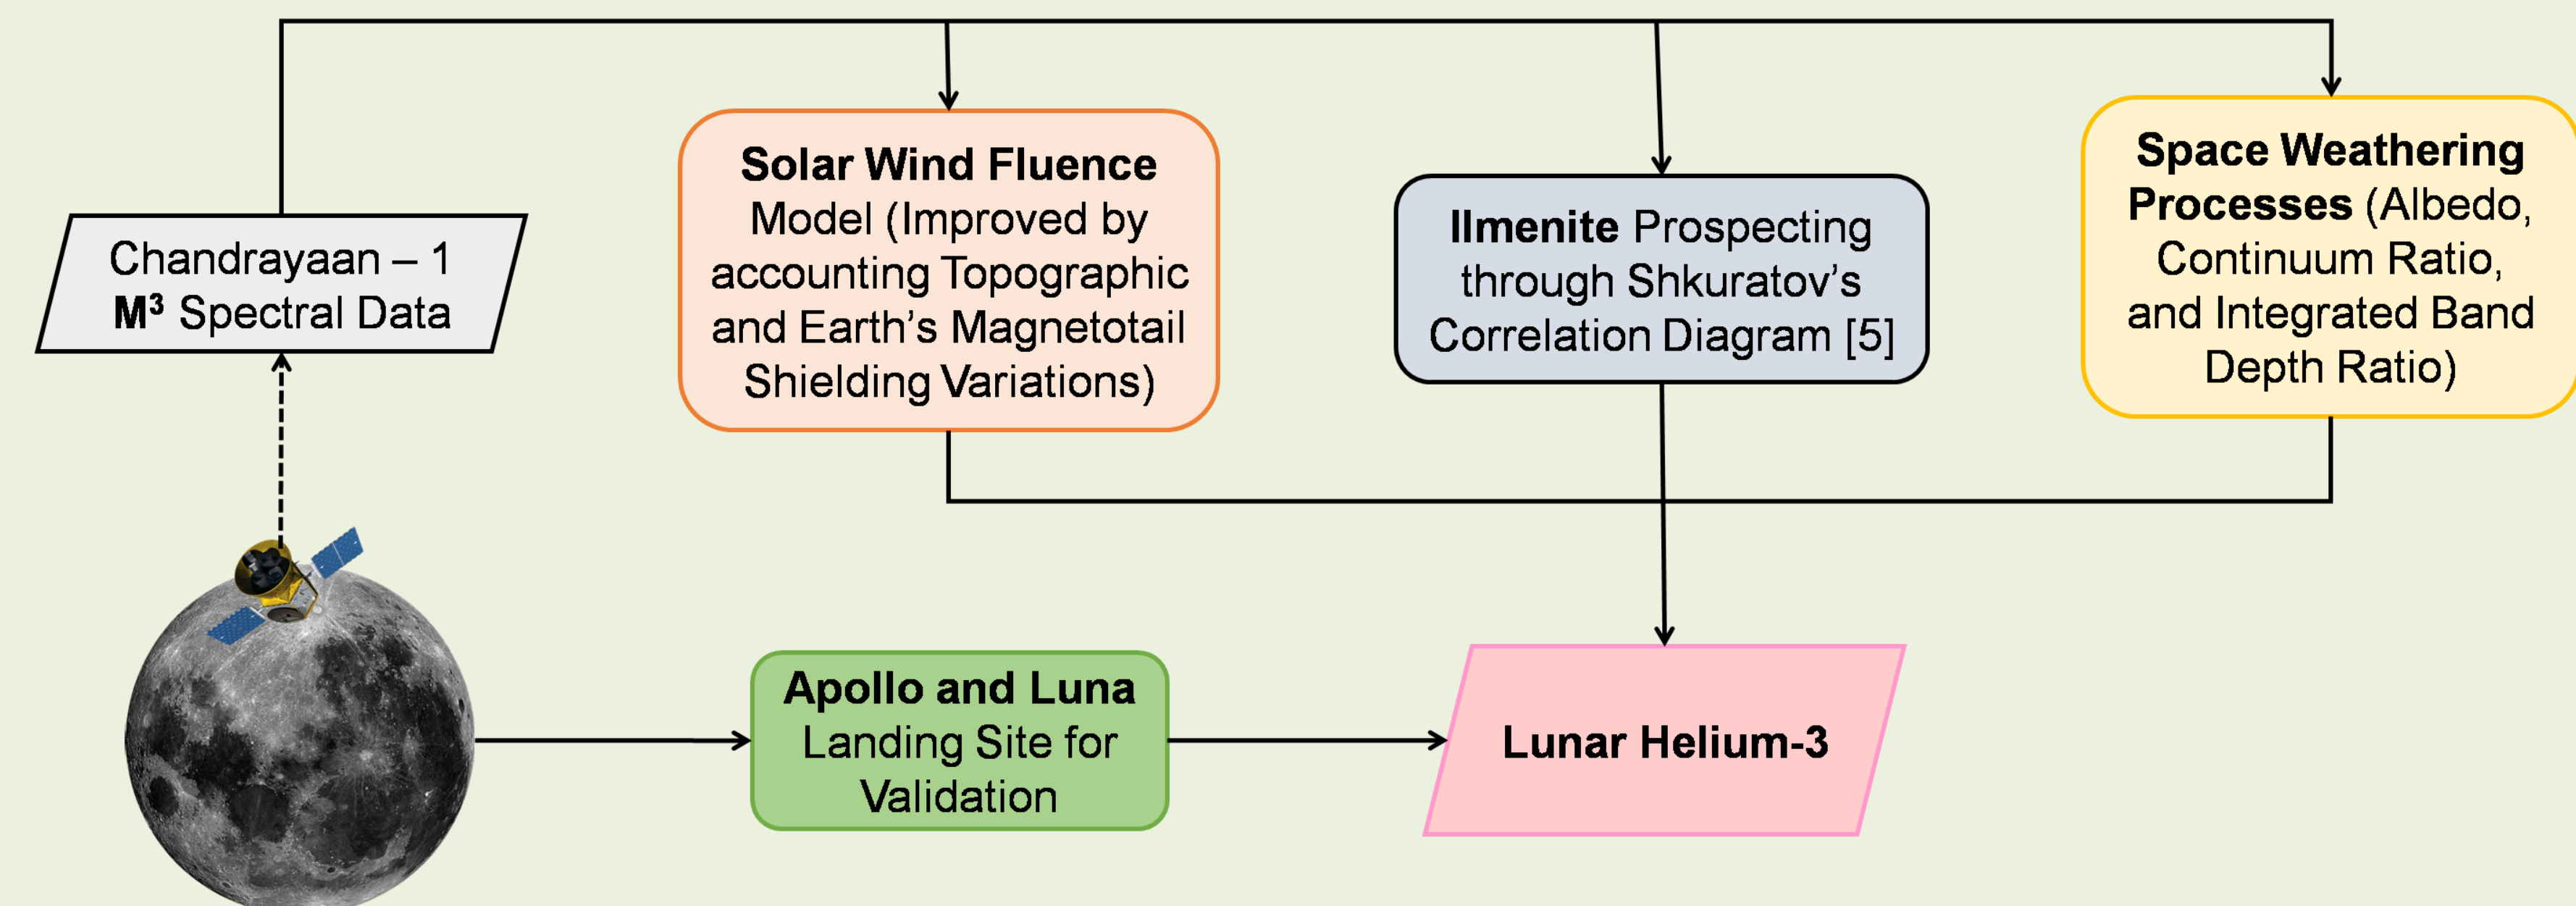 Chandrayaan – 1
M³ Spectral Data
Solar Wind Fluence
Model (Improved by
accounting Topographic
and Earth's Magnetotail
Shielding Variations)
Ilmenite Prospecting
through Shkuratov's
Correlation Diagram [5]
Space Weathering
Processes (Albedo,
Continuum Ratio,
and Integrated Band
Depth Ratio)
Apollo and Luna
Landing Site for
Validation
Lunar Helium-3